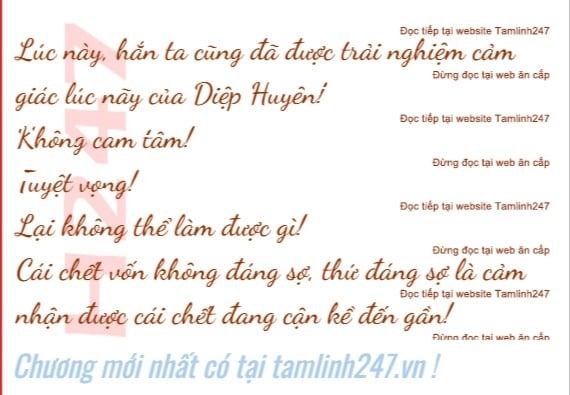 Đọc tiếp tại website Tamlinh247
Lúc này, hắn ta cũng đã được trải nghiệm cảm
Đừng đọc tại web ăn cắp
giác lúc nãy của Diệp Huyên!
Đọc tiếp tại website Tamlinh247
Không cam tâm!
Đừng đọc tại web ăn cắp
Tuyệt vọng!
Đọc tiếp tại website Tamlinh247
Lại không thể làm được gì!
Đừng đọc tại web ăn cắp
Cái chết vốn không đáng sợ, thứ đáng sợ là cảm
Đọc tiếp tại website Tamlinh247
nhận được cái chết đang cận kề đến gần!
Đừng đọc tại web ăn cắp
Chương mới nhất có tại tamlinh247.vn !
H247